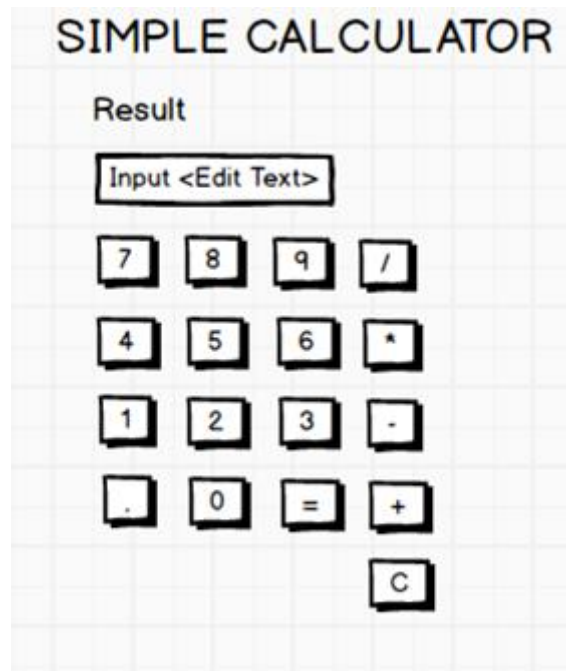 SIMPLE CALCULATOR
Result
Input <Edit Text>
7 8 9 /
4 5 6 *
1 2 3 -
. 0 = +
C